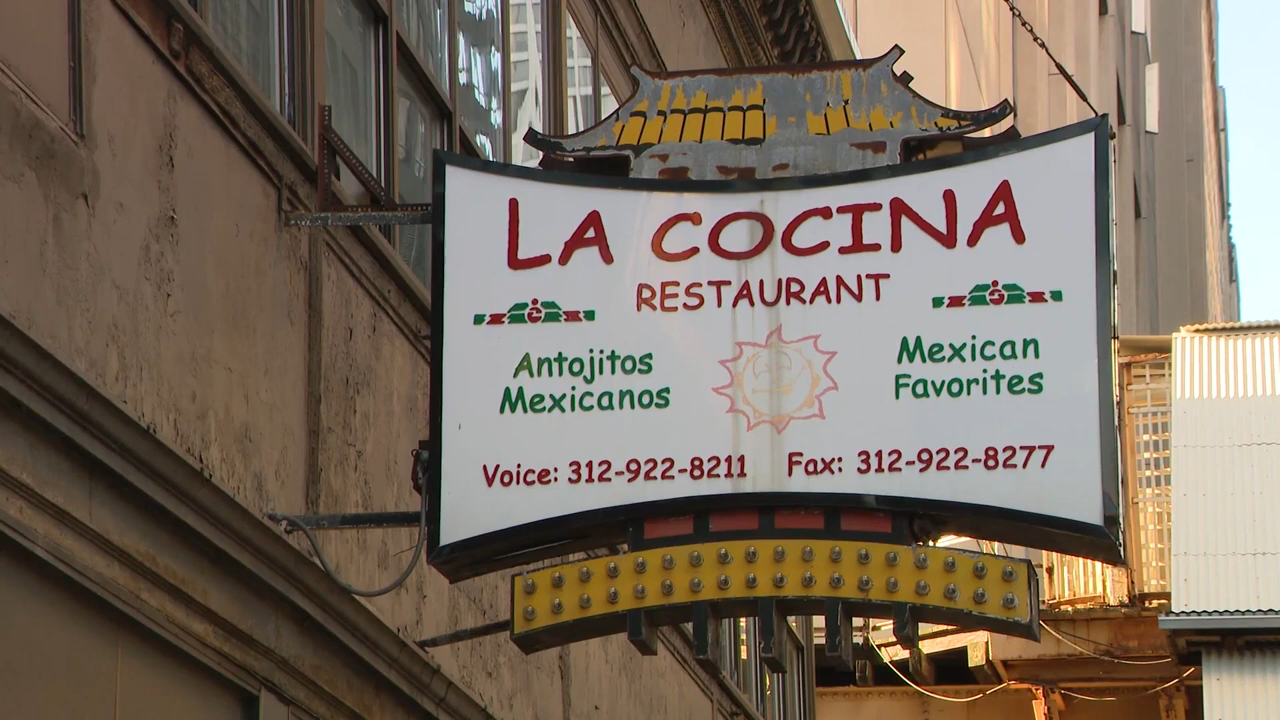 LA COCINA
RESTAURANT
Antojitos
Mexicanos
Mexican
Favorites
Voice: 312-922-8211 Fax: 312-922-8277